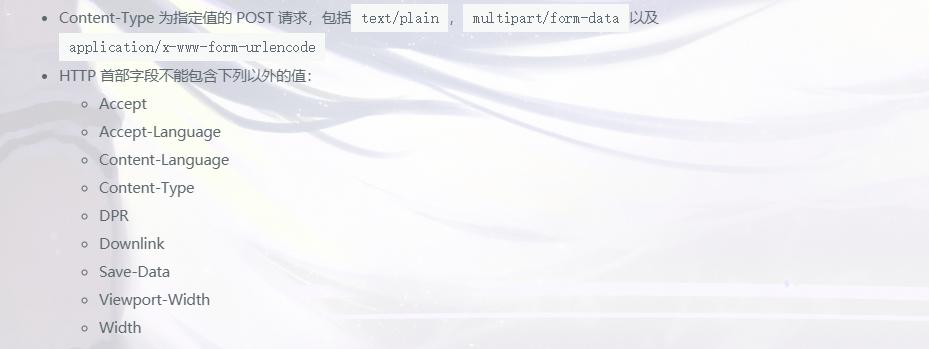 Content-Type 为指定值的 POST 请求，包括 text/plain ， multipart/form-data 以及
application/x-www-form-urlencode
HTTP 首部字段不能包含下列以外的值：
Accept
Accept-Language
Content-Language
Content-Type
DPR
Downlink
Save-Data
Viewport-Width
Width